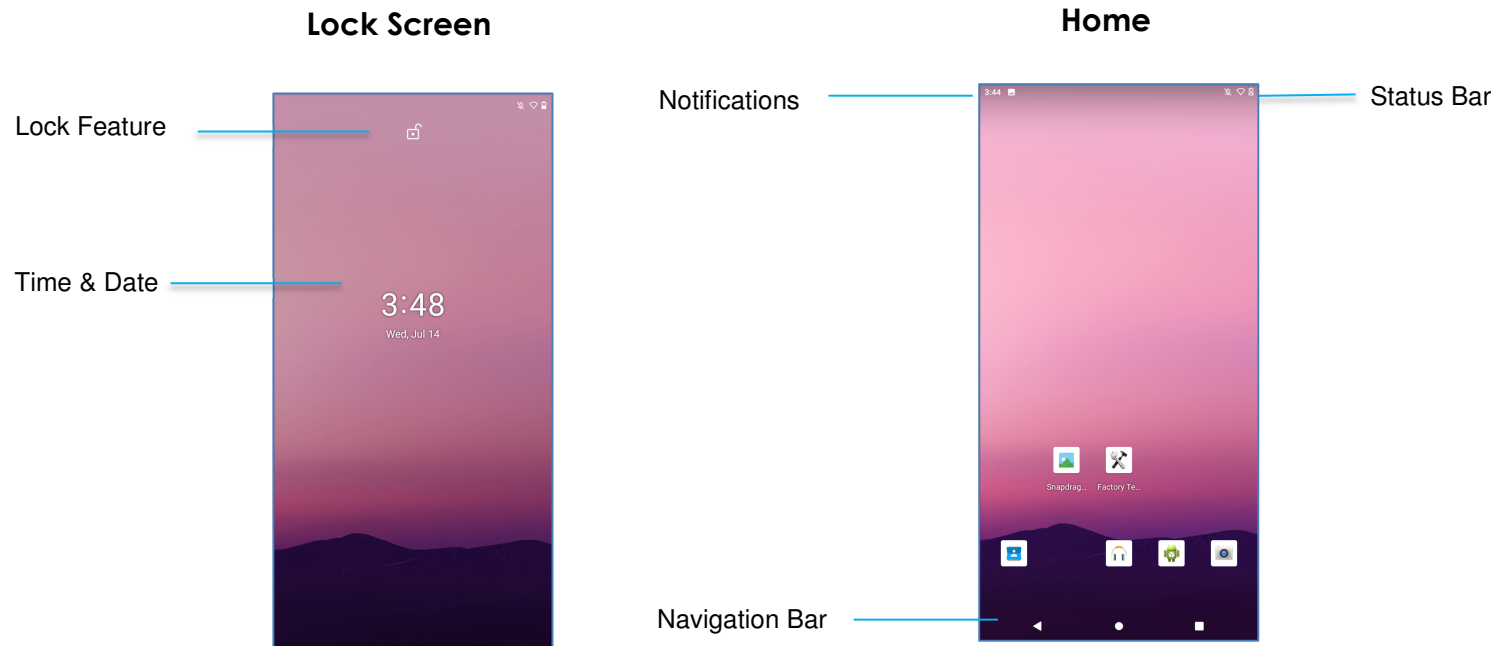 Lock Screen
Lock Feature
Time & Date
3:48
Wed, Jul 14
Home
Notifications
Status Bar
3:44
Snapdrag...
Factory Te...
Navigation Bar